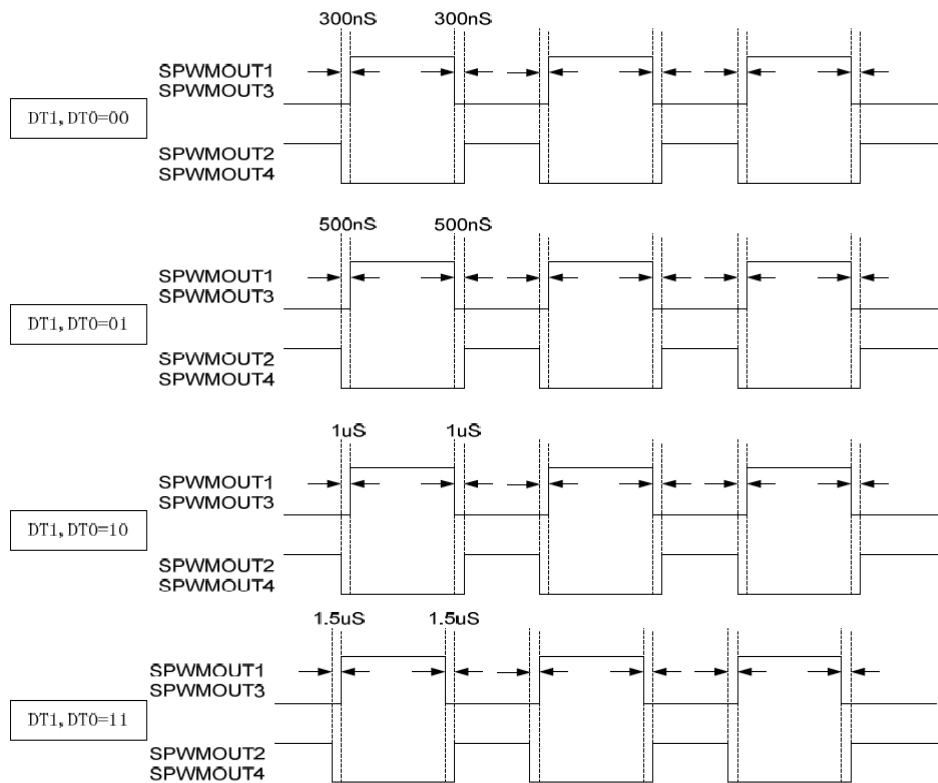 300nS 300nS
SPWMOUT1
SPWMOUT3
DT1,DT0=00
SPWMOUT2
SPWMOUT4
500nS 500nS
SPWMOUT1
SPWMOUT3
DT1,DT0=01
SPWMOUT2
SPWMOUT4
1uS 1uS
SPWMOUT1
SPWMOUT3
DT1,DT0=10
SPWMOUT2
SPWMOUT4
1.5uS 1.5uS
SPWMOUT1
SPWMOUT3
DT1,DT0=11
SPWMOUT2
SPWMOUT4